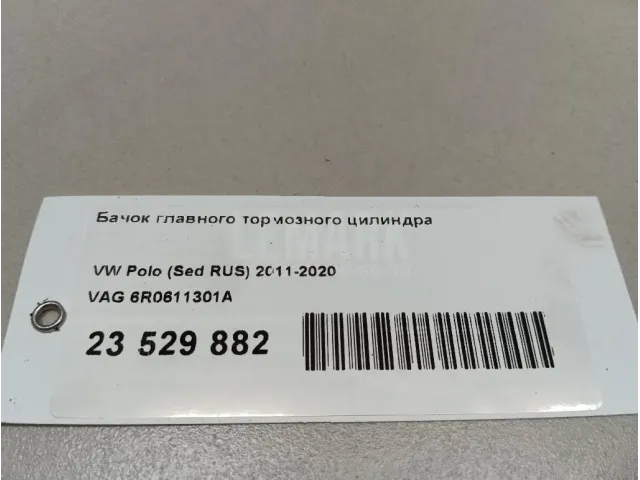 Бачок главного тормозного цилиндра
VW Polo (Sed RUS) 2011-2020
VAG 6R0611301A
23 529 882